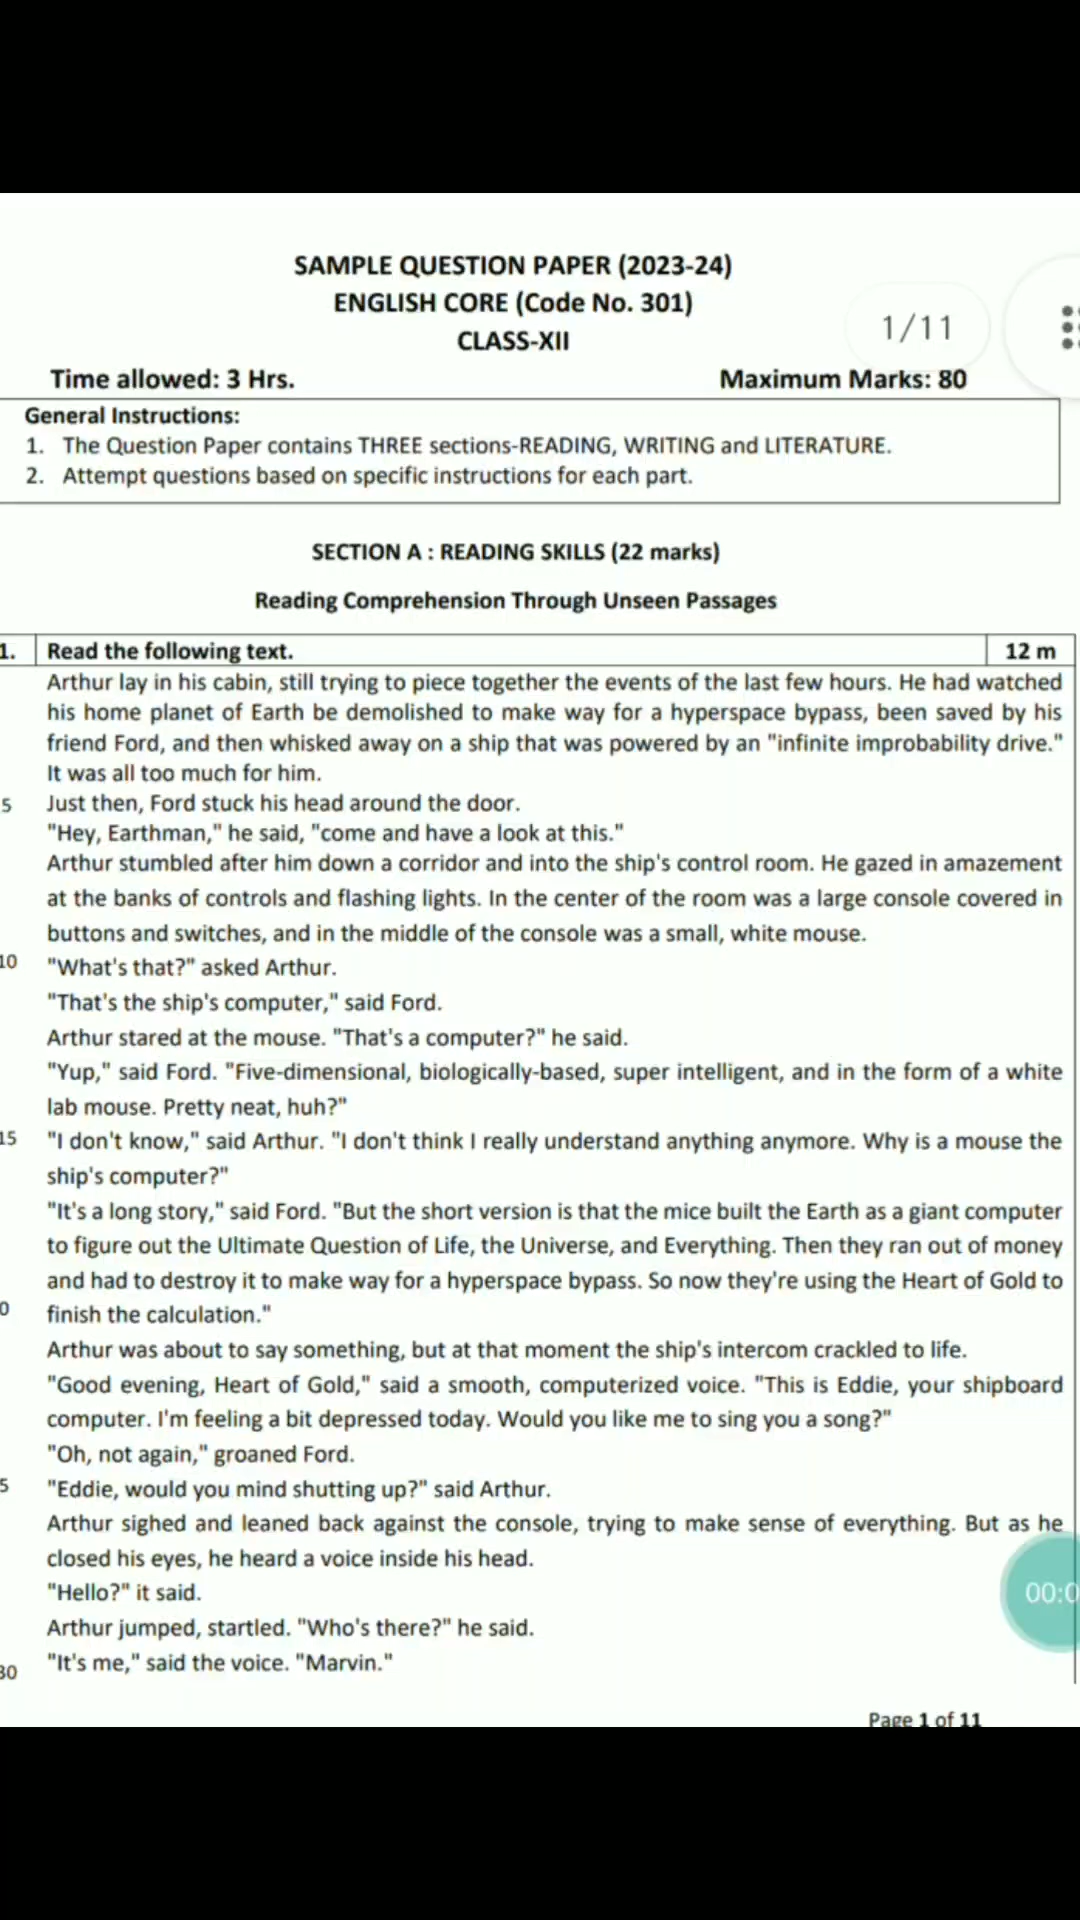 SAMPLE QUESTION PAPER (2023-24)
ENGLISH CORE (Code No. 301)
1/11
CLASS-XII
Time allowed: 3 Hrs.
Maximum Marks: 80
General Instructions:
1. The Question Paper contains THREE sections-READING, WRITING and LITERATURE.
2. Attempt questions based on specific instructions for each part.
SECTION A : READING SKILLS (22 marks)
Reading Comprehension Through Unseen Passages
1. Read the following text. 12 m
Arthur lay in his cabin, still trying to piece together the events of the last few hours. He had watched
his home planet of Earth be demolished to make way for a hyperspace bypass, been saved by his
friend Ford, and then whisked away on a ship that was powered by an "infinite improbability drive."
It was all too much for him.
5 Just then, Ford stuck his head around the door.
"Hey, Earthman," he said, "come and have a look at this."
Arthur stumbled after him down a corridor and into the ship's control room. He gazed in amazement
at the banks of controls and flashing lights. In the center of the room was a large console covered in
buttons and switches, and in the middle of the console was a small, white mouse.
10 "What's that?" asked Arthur.
"That's the ship's computer," said Ford.
Arthur stared at the mouse. "That's a computer?" he said.
"Yup," said Ford. "Five-dimensional, biologically-based, super intelligent, and in the form of a white
lab mouse. Pretty neat, huh?"
15 "I don't know," said Arthur. "I don't think I really understand anything anymore. Why is a mouse the
ship's computer?"
"It's a long story," said Ford. "But the short version is that the mice built the Earth as a giant computer
to figure out the Ultimate Question of Life, the Universe, and Everything. Then they ran out of money
and had to destroy it to make way for a hyperspace bypass. So now they're using the Heart of Gold to
0 finish the calculation."
Arthur was about to say something, but at that moment the ship's intercom crackled to life.
"Good evening, Heart of Gold," said a smooth, computerized voice. "This is Eddie, your shipboard
computer. I'm feeling a bit depressed today. Would you like me to sing you a song?"
"Oh, not again," groaned Ford.
5 "Eddie, would you mind shutting up?" said Arthur.
Arthur sighed and leaned back against the console, trying to make sense of everything. But as he
closed his eyes, he heard a voice inside his head.
"Hello?" it said.
00:0
Arthur jumped, startled. "Who's there?" he said.
30 "It's me," said the voice. "Marvin."
Page 1 of 11